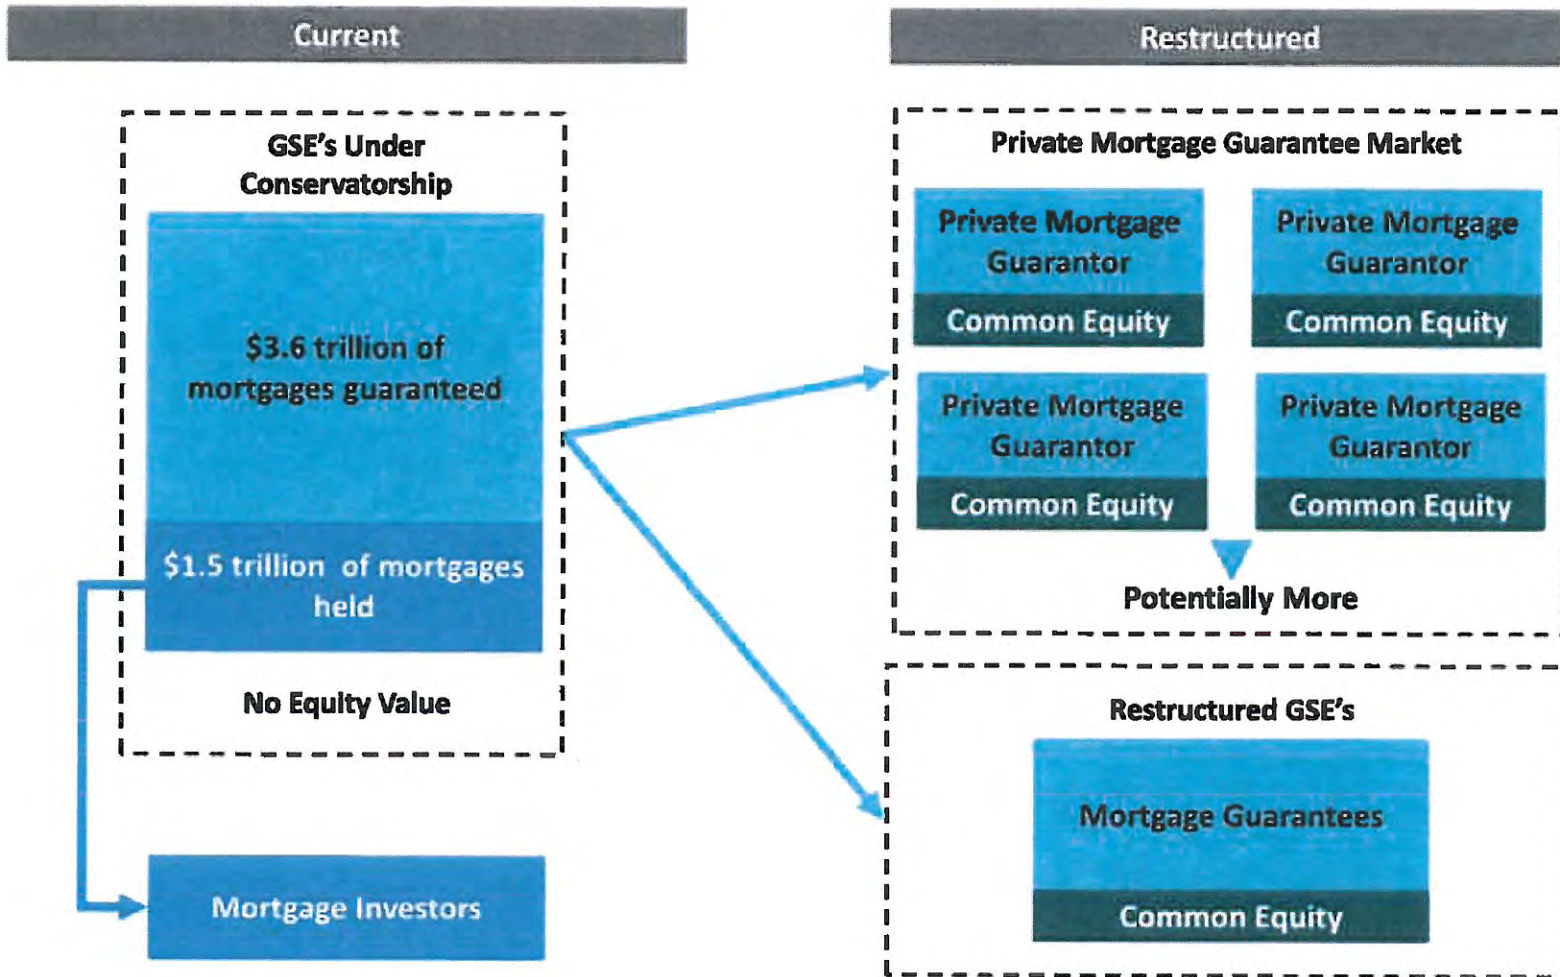 Current
GSE's Under
Conservatorship
$3.6 trillion of
mortgages guaranteed
$1.5 trillion of mortgages
held
No Equity Value
Mortgage Investors
Restructured
Private Mortgage Guarantee Market
Private Mortgage
Guarantor
Common Equity
Private Mortgage
Guarantor
Common Equity
Private Mortgage
Guarantor
Common Equity
Private Mortgage
Guarantor
Common Equity
Potentially More
Restructured GSE's
Mortgage Guarantees
Common Equity